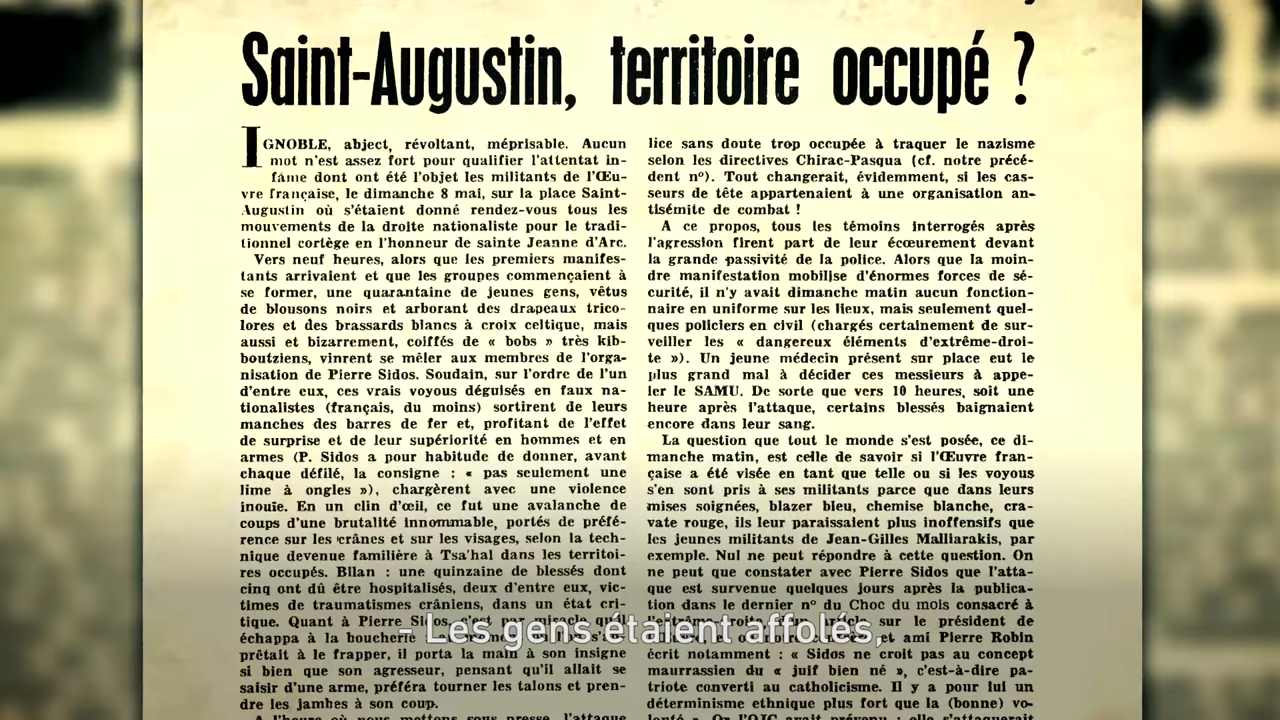 Saint-Augustin, territoire occupé ?
IGNOBLE, abject, révoltant, méprisable. Aucun
mot n'est assez fort pour qualifier l'attentat in-
fâme dont ont été l'objet les militants de l'Œu-
vre française, le dimanche 8 mai, sur la place Saint-
Augustin où s'étaient donné rendez-vous tous les
mouvements de la droite nationaliste pour le tradi-
tionnel cortège en l'honneur de sainte Jeanne d'Arc.
Vers neuf heures, alors que les premiers manifes-
tants arrivaient et que les groupes commençaient à
se former, une quarantaine de jeunes gens, vêtus
de blousons noirs et arborant des drapeaux trico-
lores et des brassards blancs à croix celtique, mais
aussi et bizarrement, coiffés de « bobs » très kib-
boutziens, vinrent se mêler aux membres de l'orga-
nisation de Pierre Sidos. Soudain, sur l'ordre de l'un
d'entre eux, ces vrais voyous déguisés en faux na-
tionalistes (français, du moins) sortirent de leurs
manches des barres de fer et, profitant de l'effet
de surprise et de leur supériorité en hommes et en
armes (P. Sidos a pour habitude de donner, avant
chaque défilé, la consigne : « pas seulement une
lime à ongles »), chargèrent avec une violence
inouïe. En un clin d'œil, ce fut une avalanche de
coups d'une brutalité innommable, portés de préfé-
rence sur les crânes et sur les visages, selon la tech-
nique devenue familière à Tsa'hal dans les territoi-
res occupés. Bilan : une quinzaine de blessés dont
cinq ont dû être hospitalisés, deux d'entre eux, vic-
times de traumatismes crâniens, dans un état cri-
tique. Quant à Pierre Sidos, c'est par miracle qu'il
échappa à la boucherie
prêtait à le frapper, il porta la main à son insigne
si bien que son agresseur, pensant qu'il allait se
saisir d'une arme, préféra tourner les talons et pren-
dre les jambes à son coup.
A l'heure où nous mettons sous presse, l'attaque
lice sans doute trop occupée à traquer le nazisme
selon les directives Chirac-Pasqua (cf. notre précé-
dent n°). Tout changerait, évidemment, si les cas-
seurs de tête appartenaient à une organisation an-
tisémite de combat !
A ce propos, tous les témoins interrogés après
l'agression firent part de leur écœurement devant
la grande passivité de la police. Alors que la moin-
dre manifestation mobilise d'énormes forces de sé-
curité, il n'y avait dimanche matin aucun fonction-
naire en uniforme sur les lieux, mais seulement quel-
ques policiers en civil (chargés certainement de sur-
veiller les « dangereux éléments d'extrême-droi-
te »). Un jeune médecin présent sur place eut le
plus grand mal à décider ces messieurs à appe-
ler le SAMU. De sorte que vers 10 heures, soit une
heure après l'attaque, certains blessés baignaient
encore dans leur sang.
La question que tout le monde s'est posée, ce di-
manche matin, est celle de savoir si l'Œuvre fran-
çaise a été visée en tant que telle ou si les voyous
s'en sont pris à ses militants parce que dans leurs
mises soignées, blazer bleu, chemise blanche, cra-
vate rouge, ils leur paraissaient plus inoffensifs que
les jeunes militants de Jean-Gilles Malliarakis, par
exemple. Nul ne peut répondre à cette question. On
ne peut que constater avec Pierre Sidos que l'atta-
que est survenue quelques jours après la publica-
tion dans le dernier n° du Choc du mois consacré à
l'extrême droite, d'un article sur le président de
et ami Pierre Robin
écrit notamment : « Sidos ne croit pas au concept
maurrassien du « juif bien né », c'est-à-dire pa-
triote converti au catholicisme. Il y a pour lui un
déterminisme ethnique plus fort que la (bonne) vo-
lonté ». Or l'OJC avait prévenu : elle s'attaquerait
- Les gens étaient affolés,